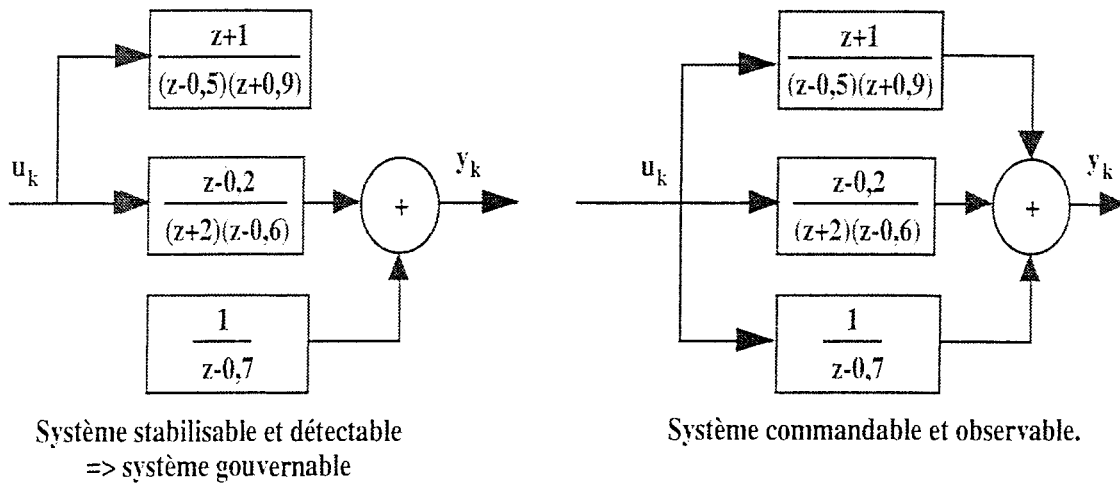 z+1
(z-0,5)(z+0,9)
u_k
z-0,2
(z+2)(z-0,6)
+
y_k
1
z-0,7
Système stabilisable et détectable
=> système gouvernable
z+1
(z-0,5)(z+0,9)
u_k
z-0,2
(z+2)(z-0,6)
+
y_k
1
z-0,7
Système commandable et observable.